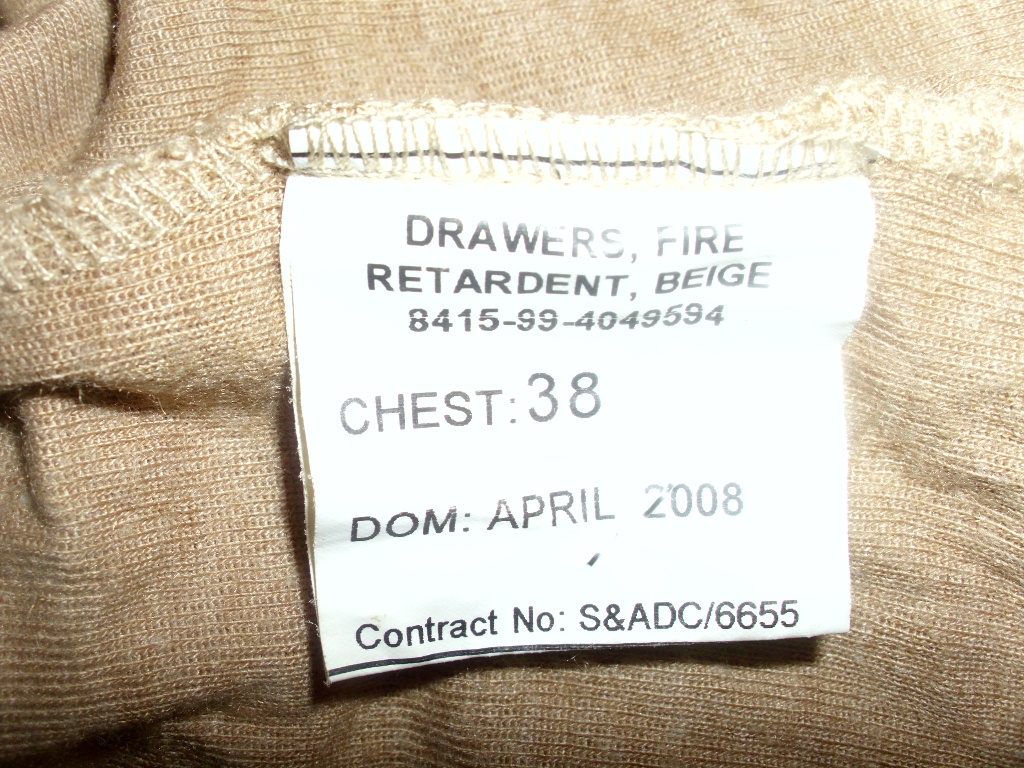 DRAWERS, FIRE
RETARDENT, BEIGE
8415-99-4049594
CHEST: 38
DOM: APRIL 2008
Contract No: S&ADC/6655